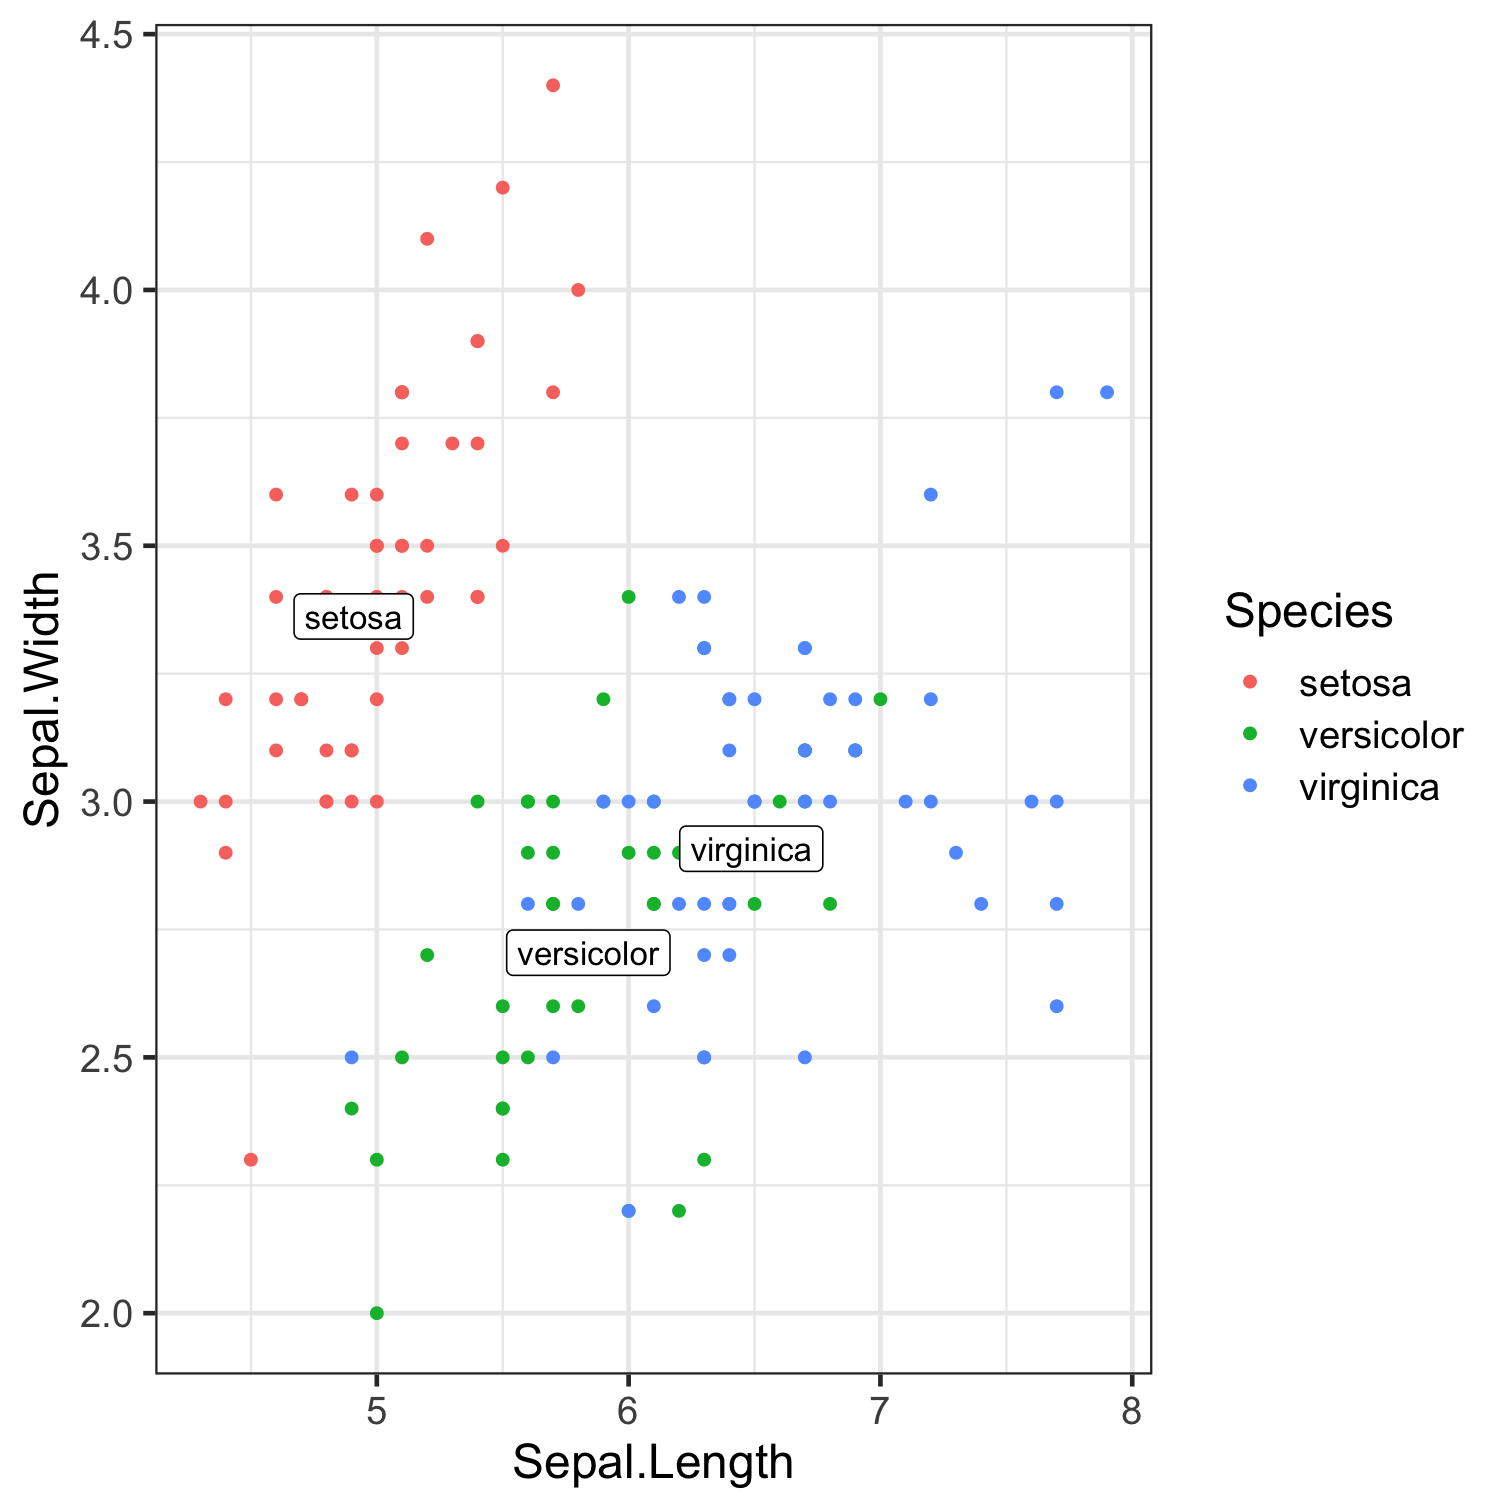 4.5
4.0
3.5
3.0
2.5
2.0
Sepal.Width
setosa
virginica
versicolor
5 6 7 8
Sepal.Length
Species
setosa
versicolor
virginica